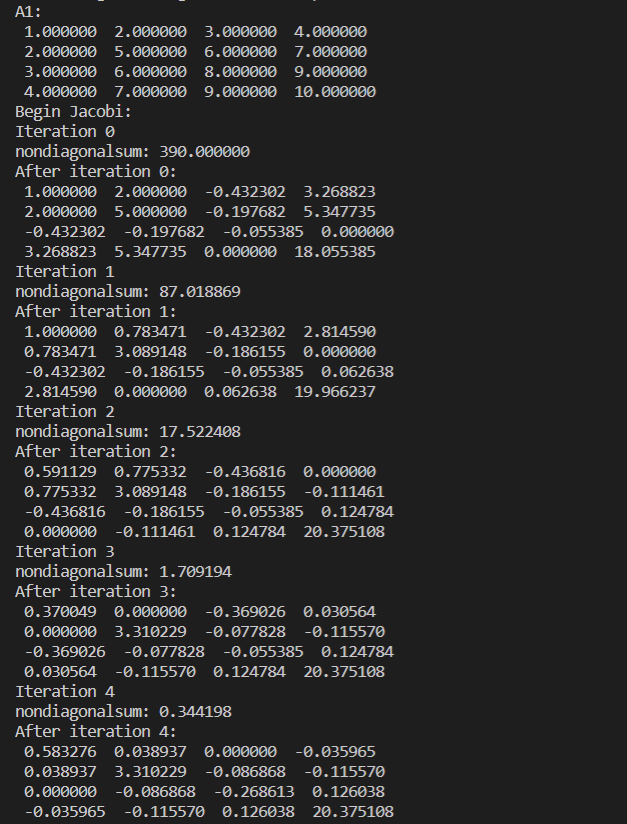 A1:
1.000000 2.000000 3.000000 4.000000
2.000000 5.000000 6.000000 7.000000
3.000000 6.000000 8.000000 9.000000
4.000000 7.000000 9.000000 10.000000
Begin Jacobi:
Iteration 0
nondiagonalsum: 390.000000
After iteration 0:
1.000000 2.000000 -0.432302 3.268823
2.000000 5.000000 -0.197682 5.347735
-0.432302 -0.197682 -0.055385 0.000000
3.268823 5.347735 0.000000 18.055385
Iteration 1
nondiagonalsum: 87.018869
After iteration 1:
1.000000 0.783471 -0.432302 2.814590
0.783471 3.089148 -0.186155 0.000000
-0.432302 -0.186155 -0.055385 0.062638
2.814590 0.000000 0.062638 19.966237
Iteration 2
nondiagonalsum: 17.522408
After iteration 2:
0.591129 0.775332 -0.436816 0.000000
0.775332 3.089148 -0.186155 -0.111461
-0.436816 -0.186155 -0.055385 0.124784
0.000000 -0.111461 0.124784 20.375108
Iteration 3
nondiagonalsum: 1.709194
After iteration 3:
0.370049 0.000000 -0.369026 0.030564
0.000000 3.310229 -0.077828 -0.115570
-0.369026 -0.077828 -0.055385 0.124784
0.030564 -0.115570 0.124784 20.375108
Iteration 4
nondiagonalsum: 0.344198
After iteration 4:
0.583276 0.038937 0.000000 -0.035965
0.038937 3.310229 -0.086868 -0.115570
0.000000 -0.086868 -0.268613 0.126038
-0.035965 -0.115570 0.126038 20.375108